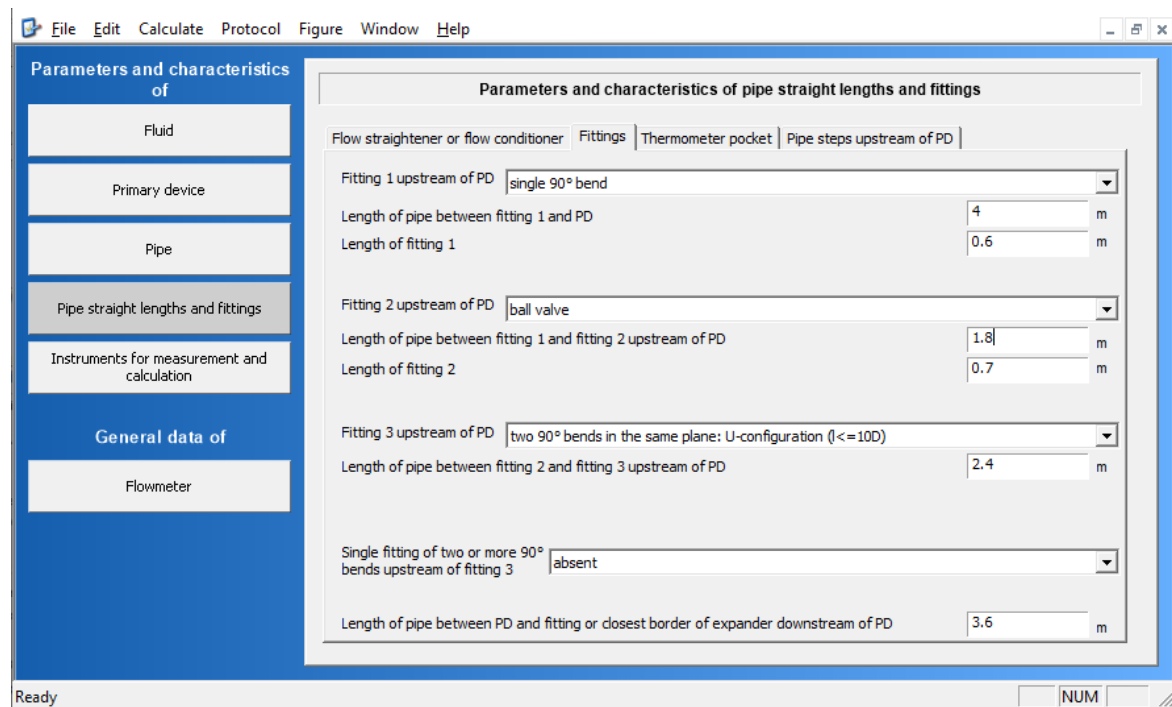 File Edit Calculate Protocol Figure Window Help
Parameters and characteristics
of
Fluid
Primary device
Pipe
Pipe straight lengths and fittings
Instruments for measurement and
calculation
General data of
Flowmeter
Parameters and characteristics of pipe straight lengths and fittings
Flow straightener or flow conditioner Fittings Thermometer pocket Pipe steps upstream of PD
Fitting 1 upstream of PD single 90° bend
Length of pipe between fitting 1 and PD 4 m
Length of fitting 1 0.6 m
Fitting 2 upstream of PD ball valve
Length of pipe between fitting 1 and fitting 2 upstream of PD 1.8 m
Length of fitting 2 0.7 m
Fitting 3 upstream of PD two 90° bends in the same plane: U-configuration (l<=10D)
Length of pipe between fitting 2 and fitting 3 upstream of PD 2.4 m
Single fitting of two or more 90°
bends upstream of fitting 3 absent
Length of pipe between PD and fitting or closest border of expander downstream of PD 3.6 m
Ready NUM